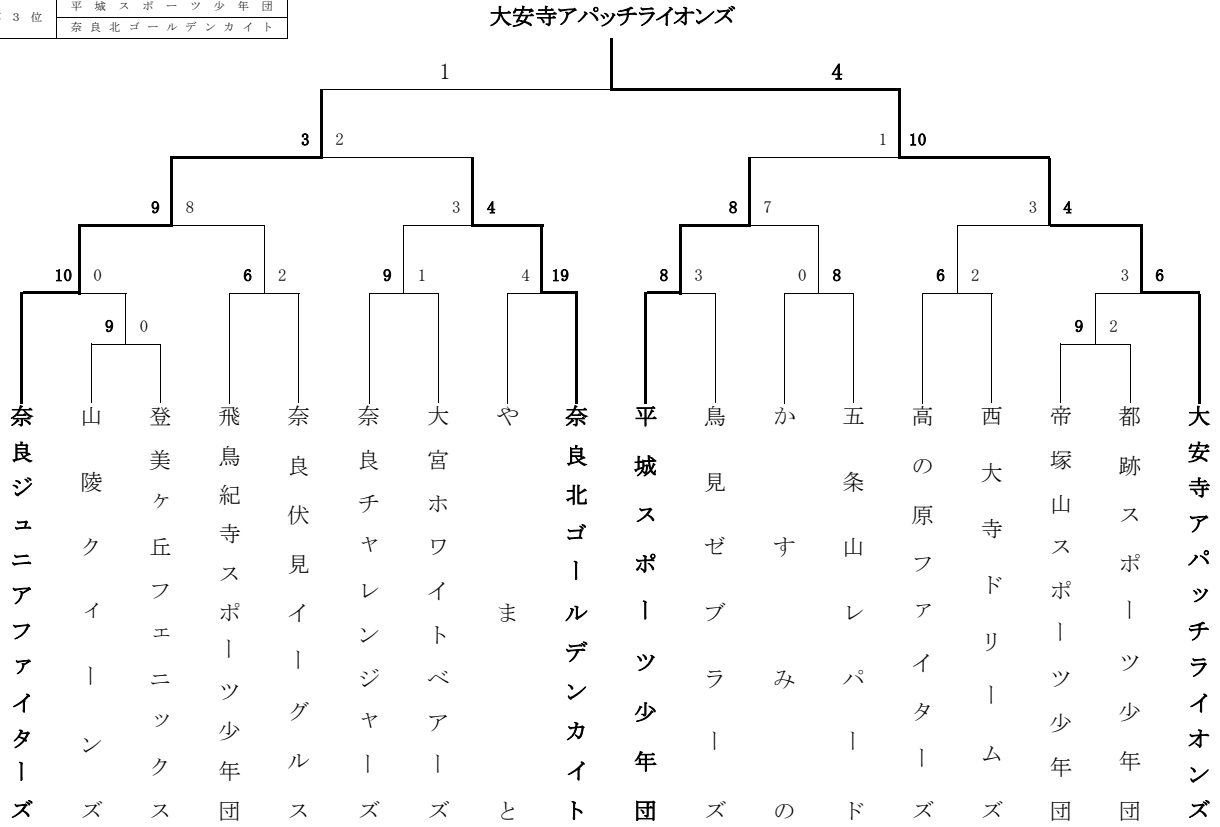 3 位
平城スポーツ少年団
奈良北ゴールデンカイト
大安寺アパッチライオンズ
1 4
3 2 1 10
9 8 3 4 8 7 3 4
10 0 6 2 9 1 4 19 8 3 0 8 6 2 3 6
9 0 9 2
奈良ジュニアファイターズ
山陵クィーンズ
登美ヶ丘フェニックス
飛鳥紀寺スポーツ少年団
奈良伏見イーグルス
奈良チャレンジャーズ
大宮ホワイトベアーズ
やまと
奈良北ゴールデンカイト
平城スポーツ少年団
鳥見ゼブラーズ
かすみの
五条山レパード
高の原ファイターズ
西大寺ドリームズ
帝塚山スポーツ少年団
都跡スポーツ少年団
大安寺アパッチライオンズ